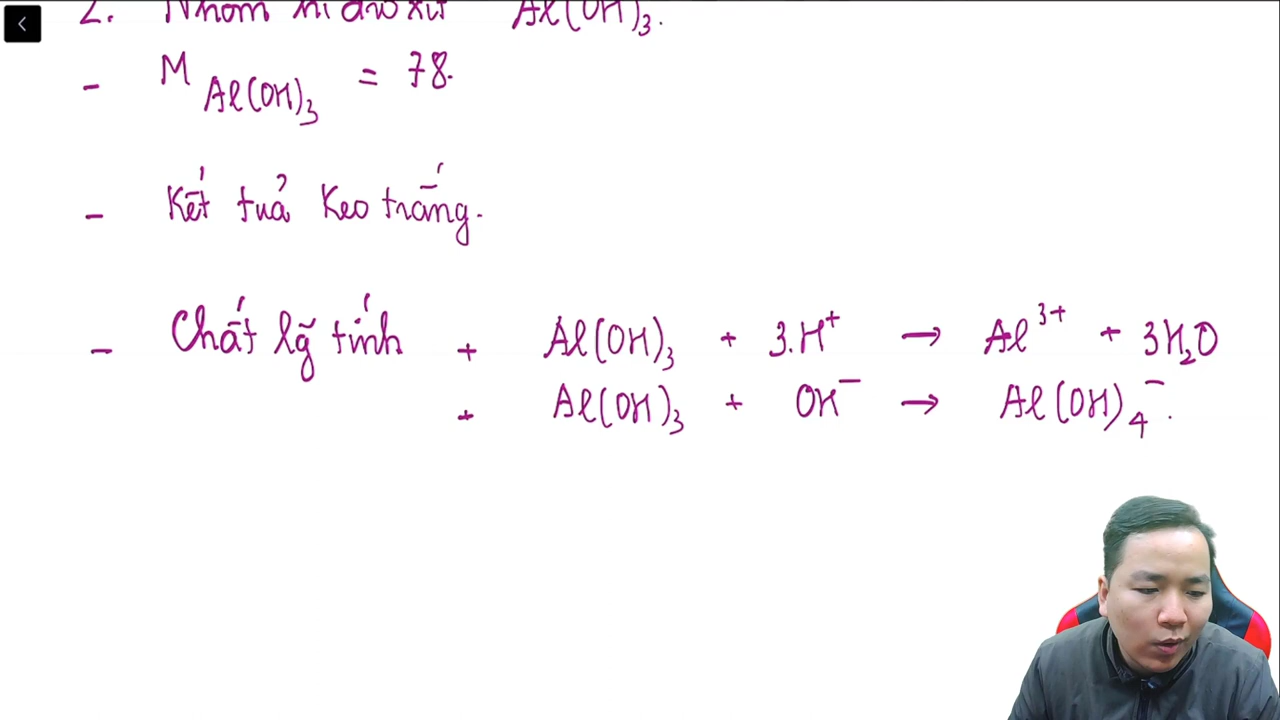 2. Nhôm hiđroxit Al(OH)₃.
- M Al(OH)₃ = 78.
- Kết tủa keo trắng.
- Chất lg̃ tính + Al(OH)₃ + 3.H⁺ → Al³⁺ + 3H₂O
+ Al(OH)₃ + OH⁻ → Al(OH)₄⁻.